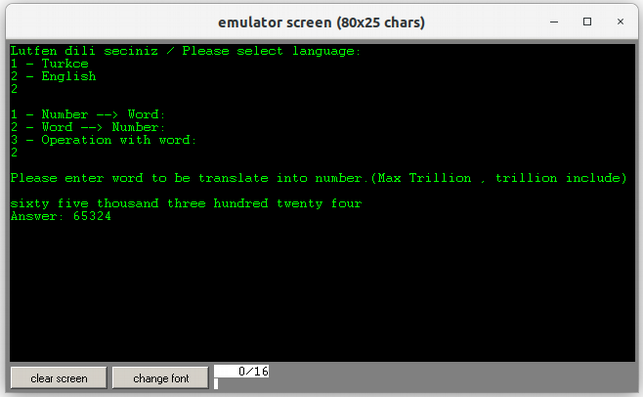 emulator screen (80x25 chars)
Lutfen dili seciniz / Please select language:
1 - Turkce
2 - English
2
1 - Number --> Word:
2 - Word --> Number:
3 - Operation with word:
2
Please enter word to be translate into number.(Max Trillion , trillion include)
sixty five thousand three hundred twenty four
Answer: 65324
clear screen
change font
0/16